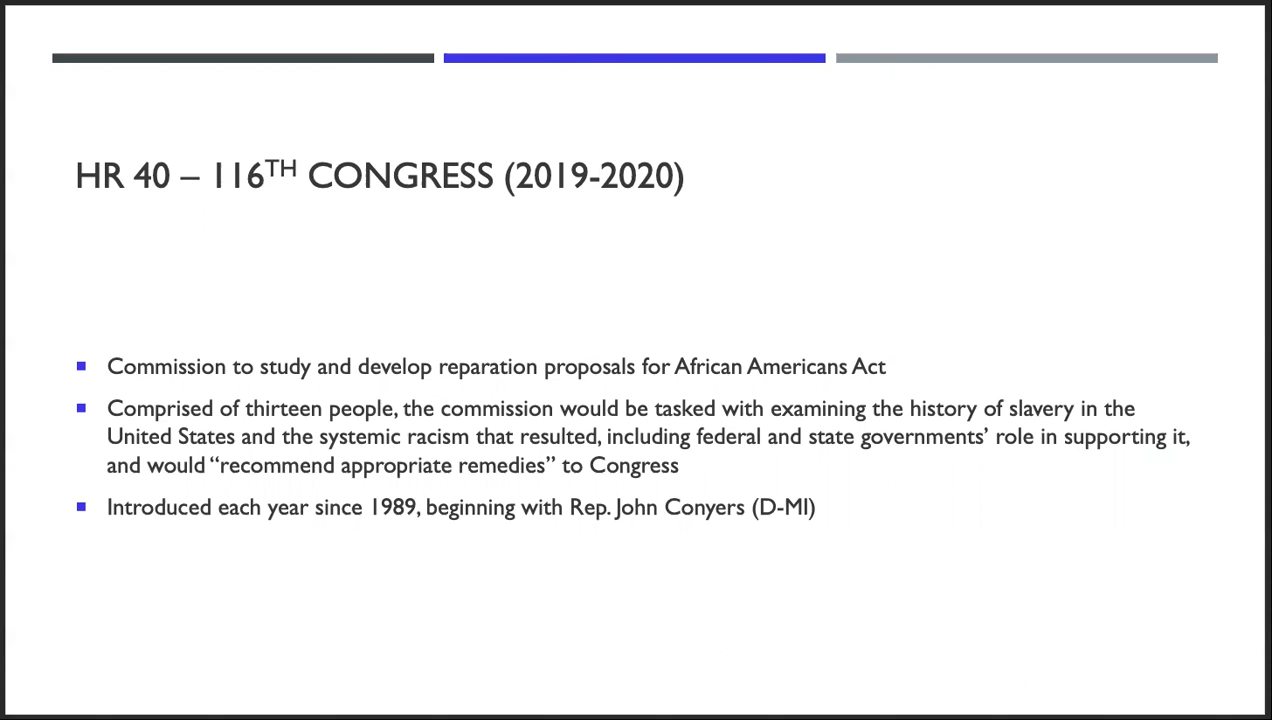 HR 40 – 116TH CONGRESS (2019-2020)
Commission to study and develop reparation proposals for African Americans Act
Comprised of thirteen people, the commission would be tasked with examining the history of slavery in the
United States and the systemic racism that resulted, including federal and state governments’ role in supporting it,
and would “recommend appropriate remedies” to Congress
Introduced each year since 1989, beginning with Rep. John Conyers (D-MI)